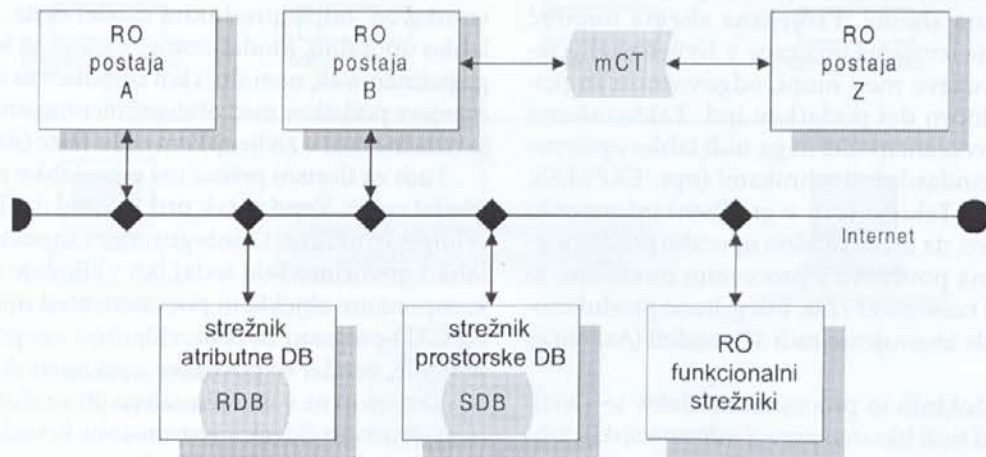 RO
postaja
A
RO
postaja
B
mCT
RO
postaja
Z
Internet
strežnik
atributne DB
RDB
strežnik
prostorske DB
SDB
RO
funkcionalni
strežniki